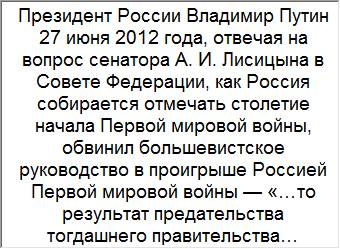 Президент России Владимир Путин
27 июня 2012 года, отвечая на
вопрос сенатора А. И. Лисицына в
Совете Федерации, как Россия
собирается отмечать столетие
начала Первой мировой войны,
обвинил большевистское
руководство в проигрыше Россией
Первой мировой войны — «…то
результат предательства
тогдашнего правительства…